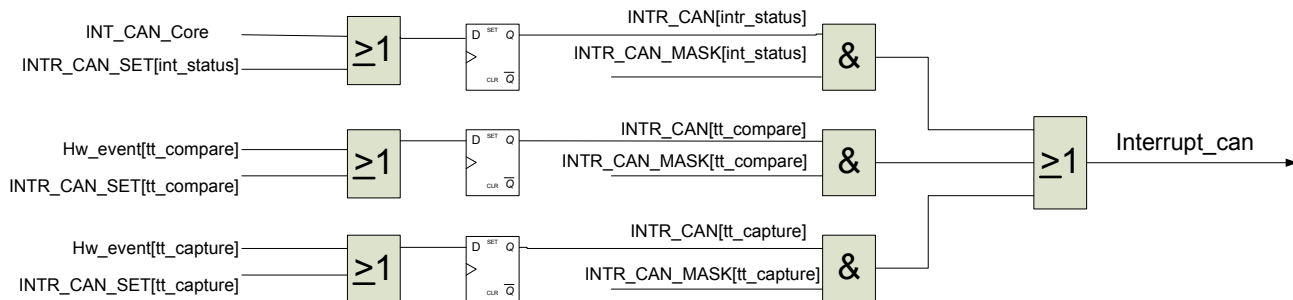 INT_CAN_Core
INTR_CAN_SET[int_status]
≥1
D SET Q
CLR Q
INTR_CAN[intr_status]
INTR_CAN_MASK[int_status]
&
Hw_event[tt_compare]
INTR_CAN_SET[tt_compare]
≥1
D SET Q
CLR Q
INTR_CAN[tt_compare]
INTR_CAN_MASK[tt_compare]
&
≥1
Interrupt_can
Hw_event[tt_capture]
INTR_CAN_SET[tt_capture]
≥1
D SET Q
CLR Q
INTR_CAN[tt_capture]
INTR_CAN_MASK[tt_capture]
&